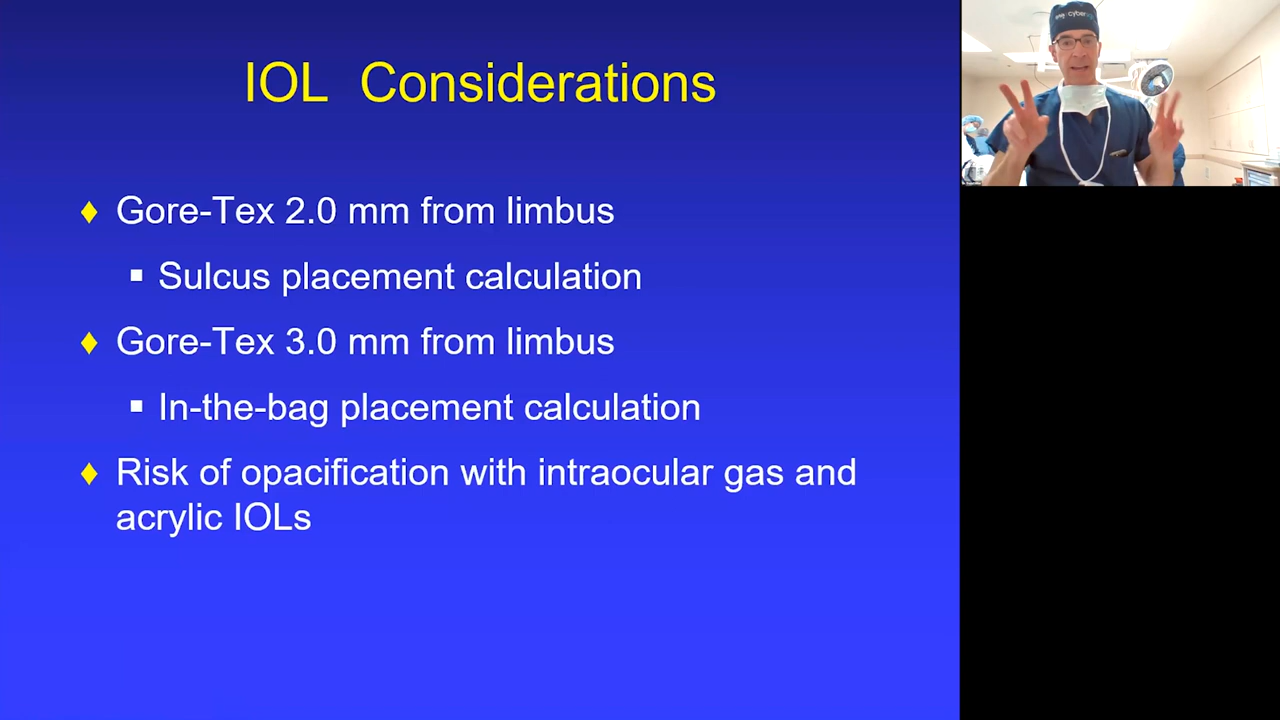 IOL Considerations
Gore-Tex 2.0 mm from limbus
Sulcus placement calculation
Gore-Tex 3.0 mm from limbus
In-the-bag placement calculation
Risk of opacification with intraocular gas and
acrylic IOLs